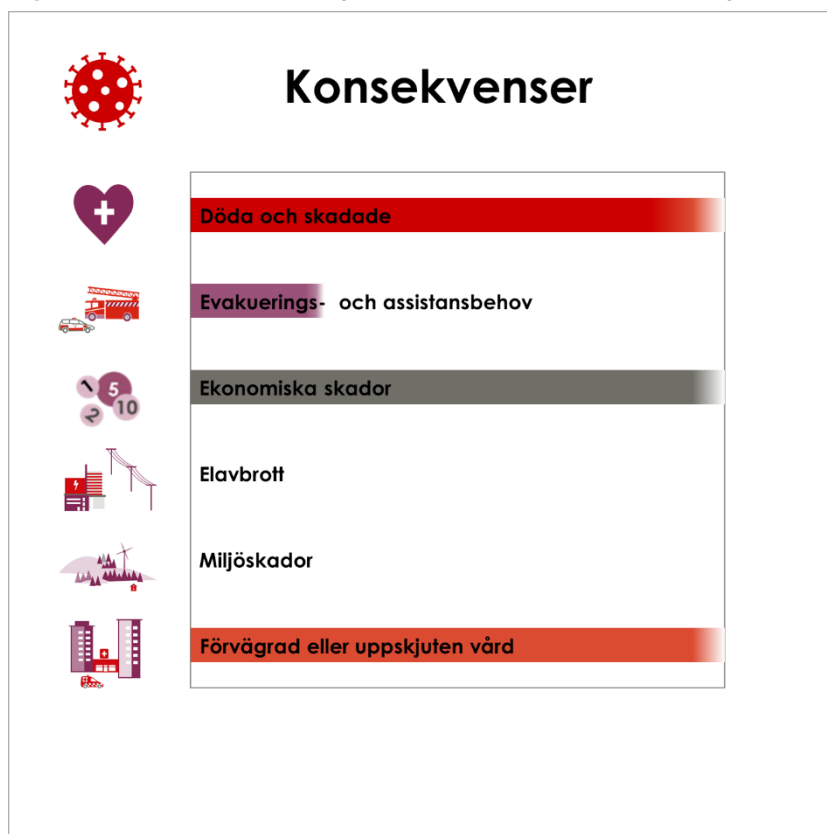 Konsekvenser
Döda och skadade
Evakuerings- och assistansbehov
1
5
2
10
Ekonomiska skador
Elavbrott
Miljöskador
Förvägrad eller uppskjuten vård